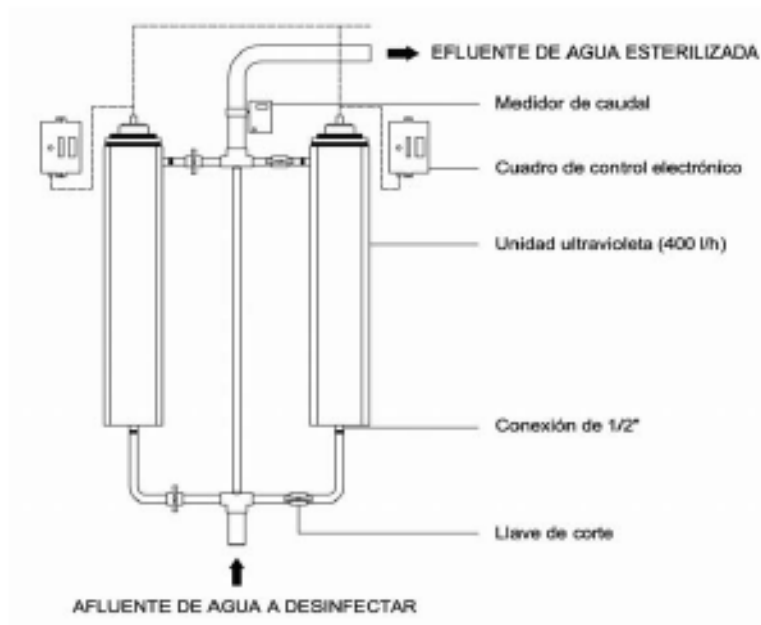 EFLUENTE DE AGUA ESTERILIZADA
Medidor de caudal
Cuadro de control electrónico
Unidad ultravioleta (400 l/h)
Conexión de 1/2"
Llave de corte
AFLUENTE DE AGUA A DESINFECTAR